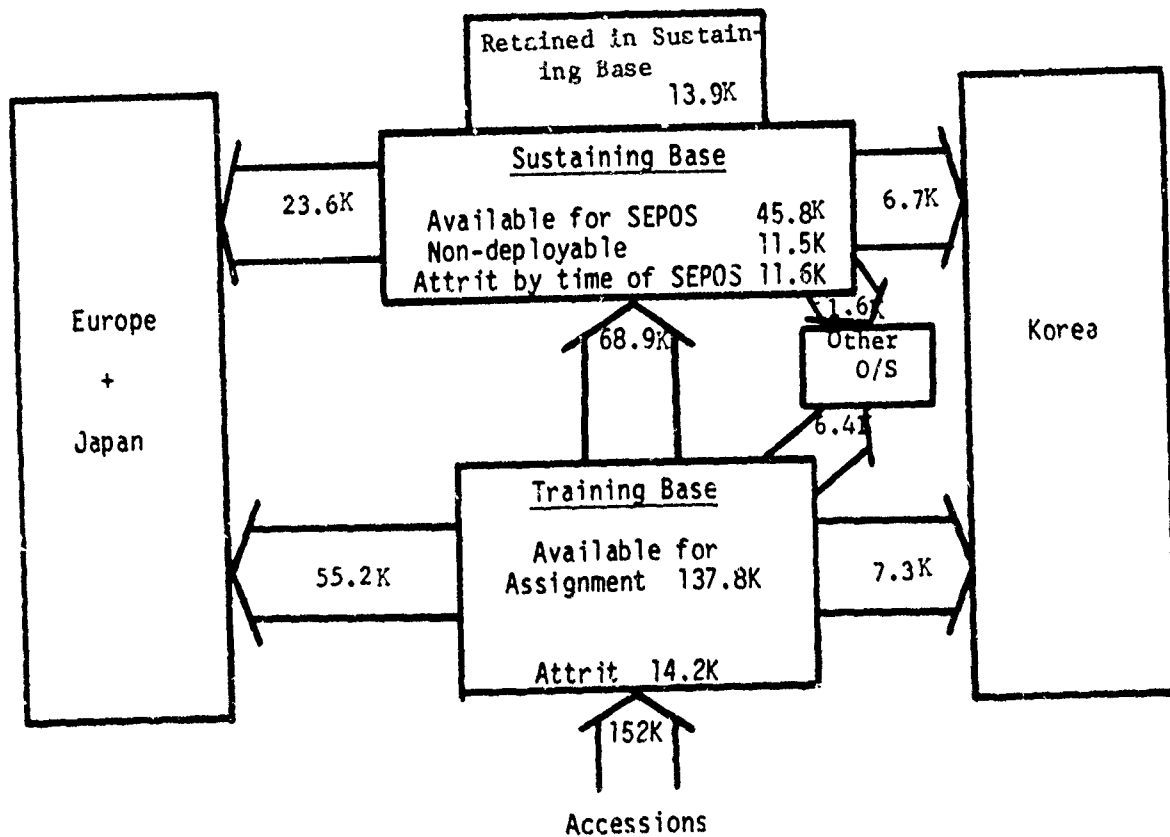 Retained in Sustain-
ing Base
13.9K
Sustaining Base
Available for SEPOS 45.8K
Non-deployable 11.5K
Attrit by time of SEPOS 11.6K
23.6K
6.7K
1.6K
Other
O/S
68.9K
Europe
+
Japan
Korea
6.4K
Training Base
Available for
Assignment 137.8K
Attrit 14.2K
55.2K
7.3K
152K
Accessions